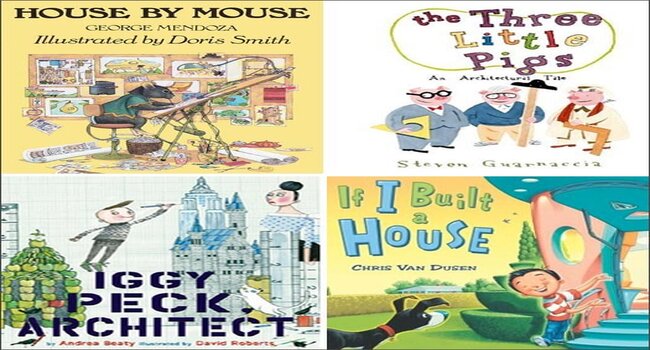 HOUSE BY MOUSE
GEORGE MENDOZA
Illustrated by Doris Smith
the Three
Little
Pigs
An Architectural Tale
Steven Guarnaccia
IGGY
PECK,
ARCHITECT
by Andrea Beaty illustrated by David Roberts
If I Built
a
HOUSE
CHRIS VAN DUSEN